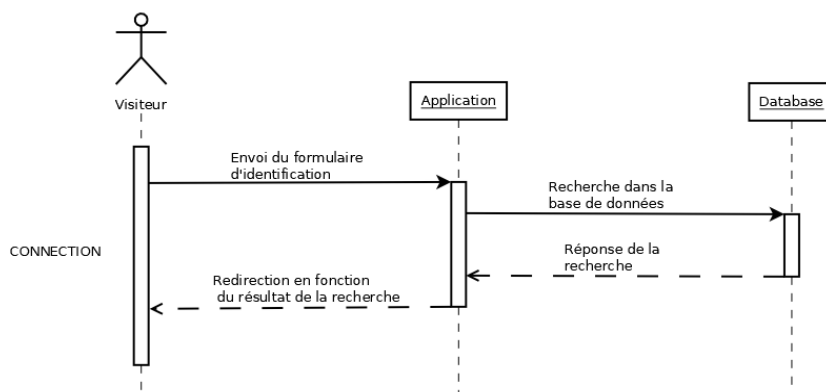 Visiteur
Application
Database
Envoi du formulaire
d'identification
Recherche dans la
base de données
CONNECTION
Réponse de la
recherche
Redirection en fonction
du résultat de la recherche